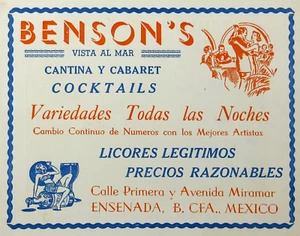 BENSON'S
VISTA AL MAR
CANTINA Y CABARET
COCKTAILS
Variedades Todas las Noches
Cambio Continuo de Numeros con los Mejores Artistas
LICORES LEGITIMOS
PRECIOS RAZONABLES
Calle Primera y Avenida Miramar
ENSENADA, B. CFA., MEXICO